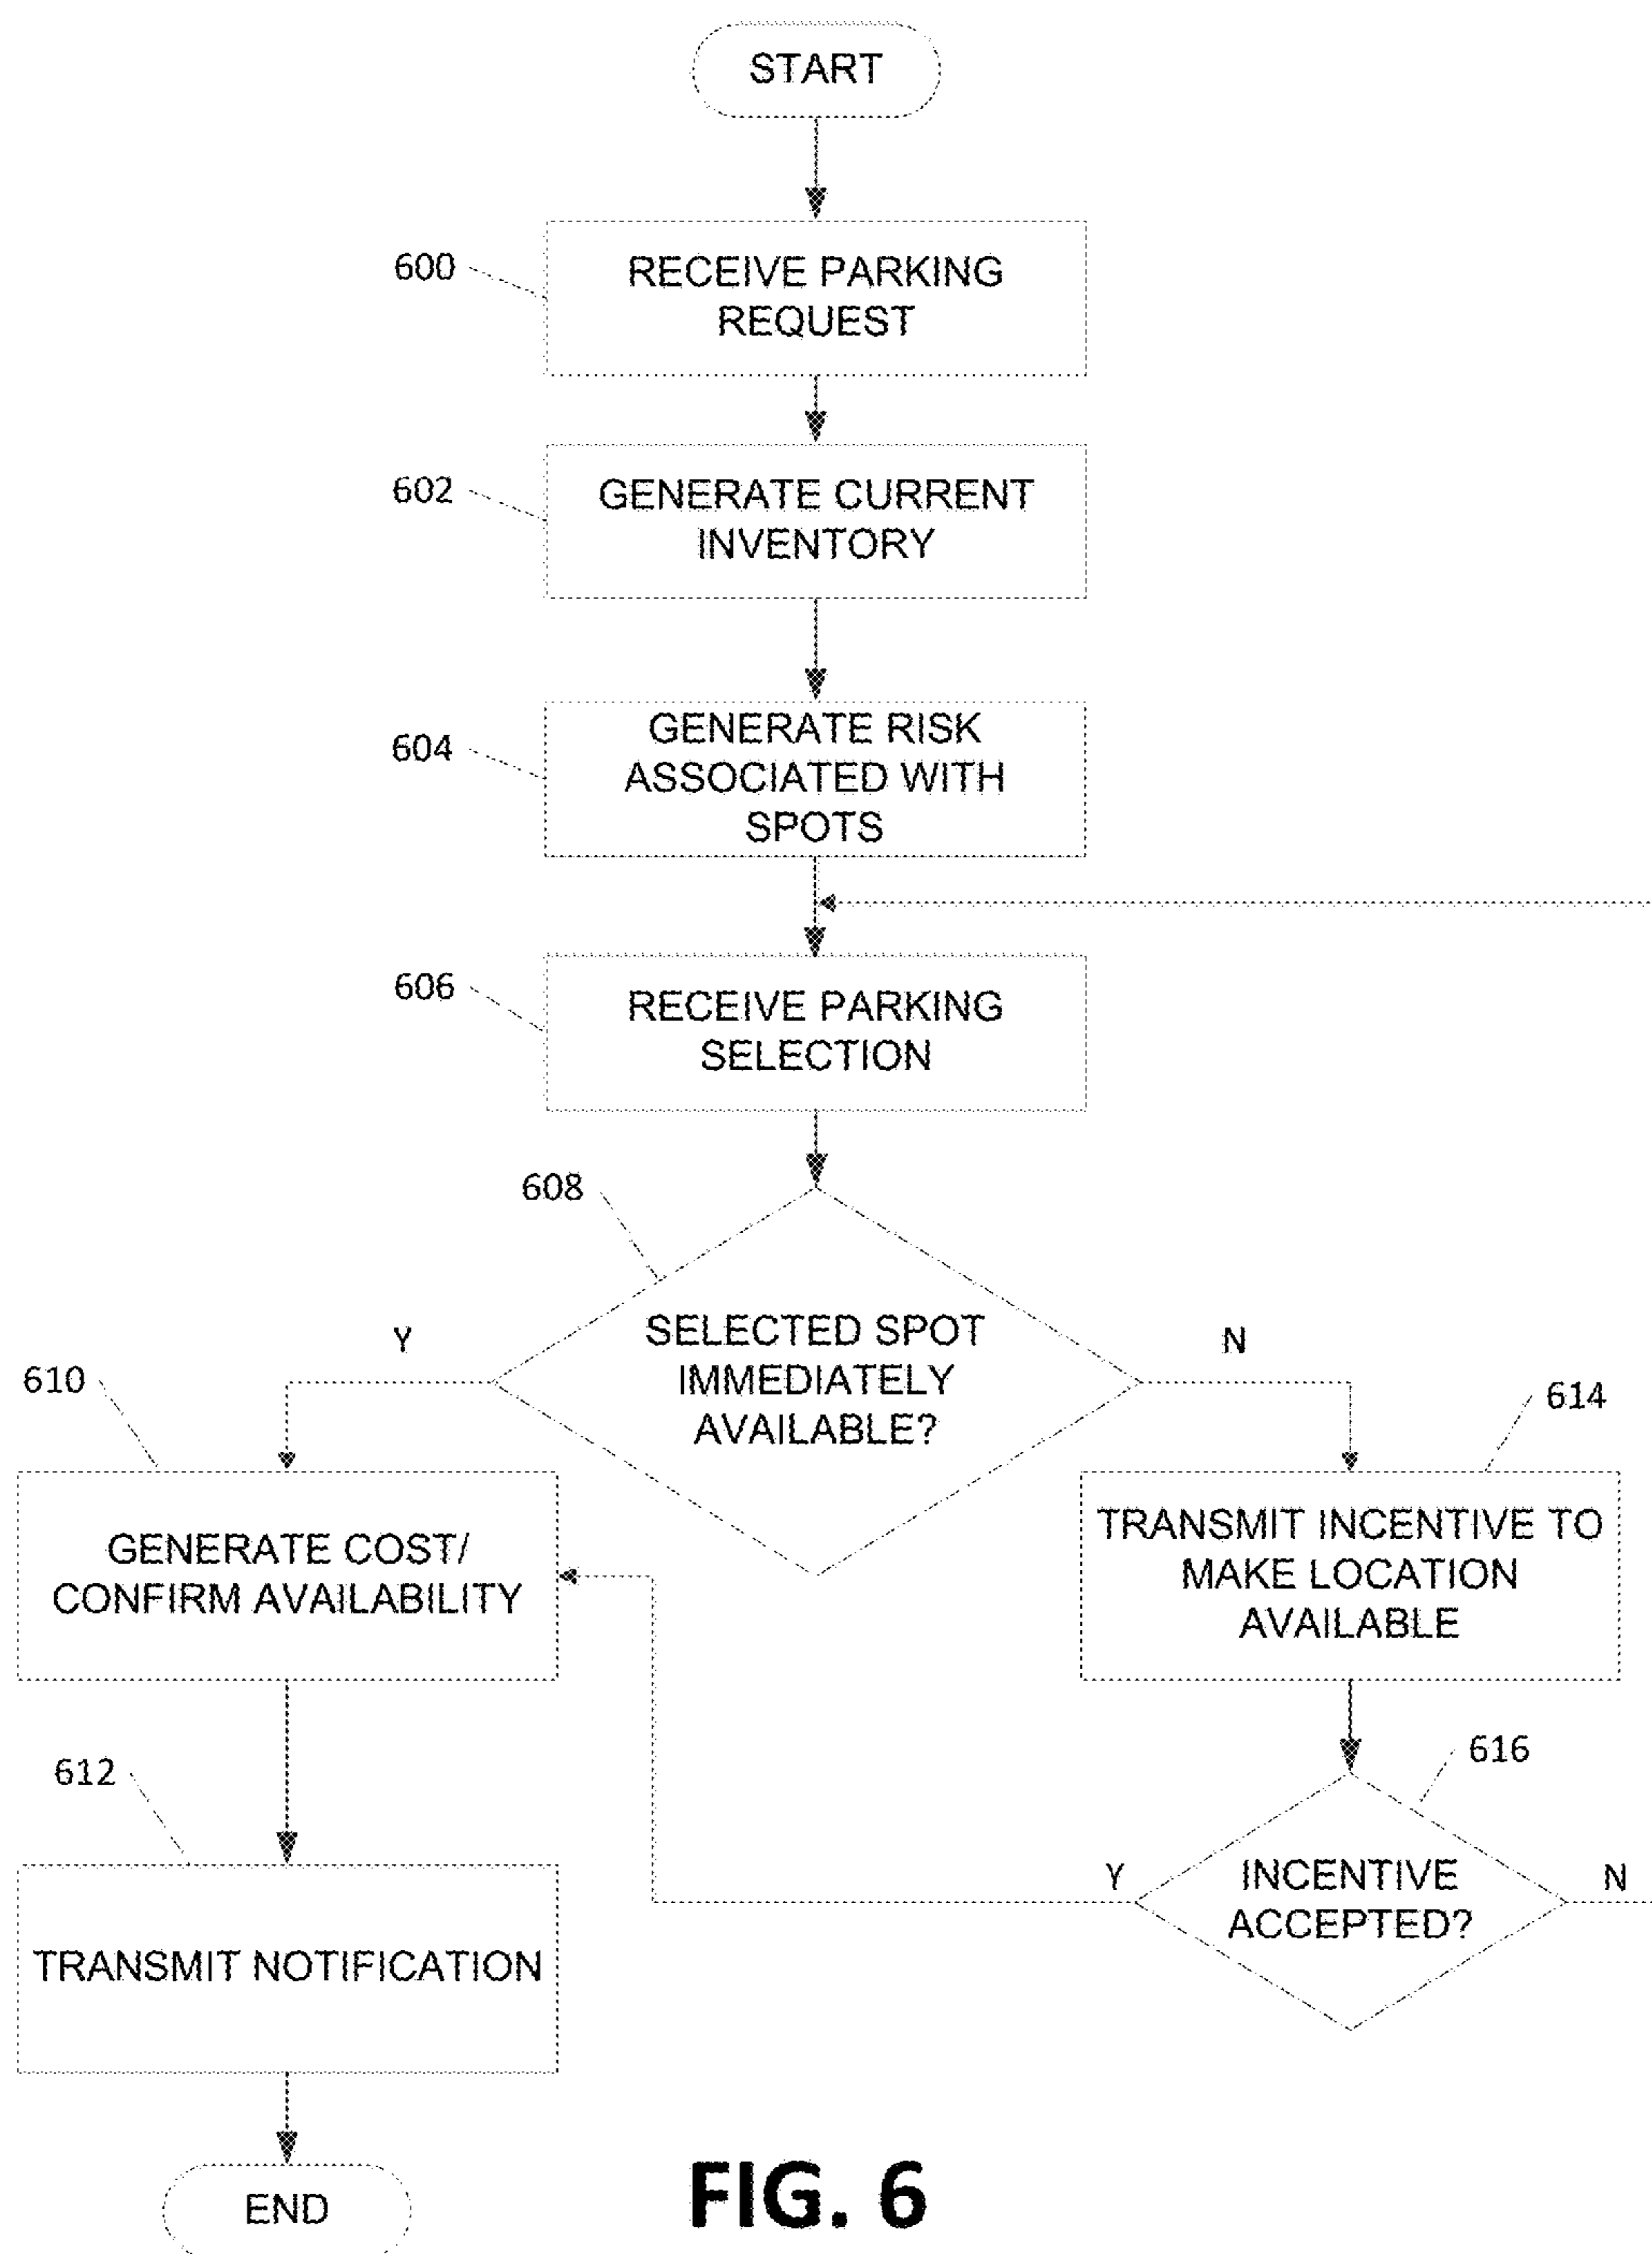 START
600
RECEIVE PARKING
REQUEST
602
GENERATE CURRENT
INVENTORY
604
GENERATE RISK
ASSOCIATED WITH
SPOTS
606
RECEIVE PARKING
SELECTION
608
SELECTED SPOT
IMMEDIATELY
AVAILABLE?
Y
N
610
GENERATE COST/
CONFIRM AVAILABILITY
614
TRANSMIT INCENTIVE TO
MAKE LOCATION
AVAILABLE
612
TRANSMIT NOTIFICATION
616
INCENTIVE
ACCEPTED?
Y
N
END
FIG. 6